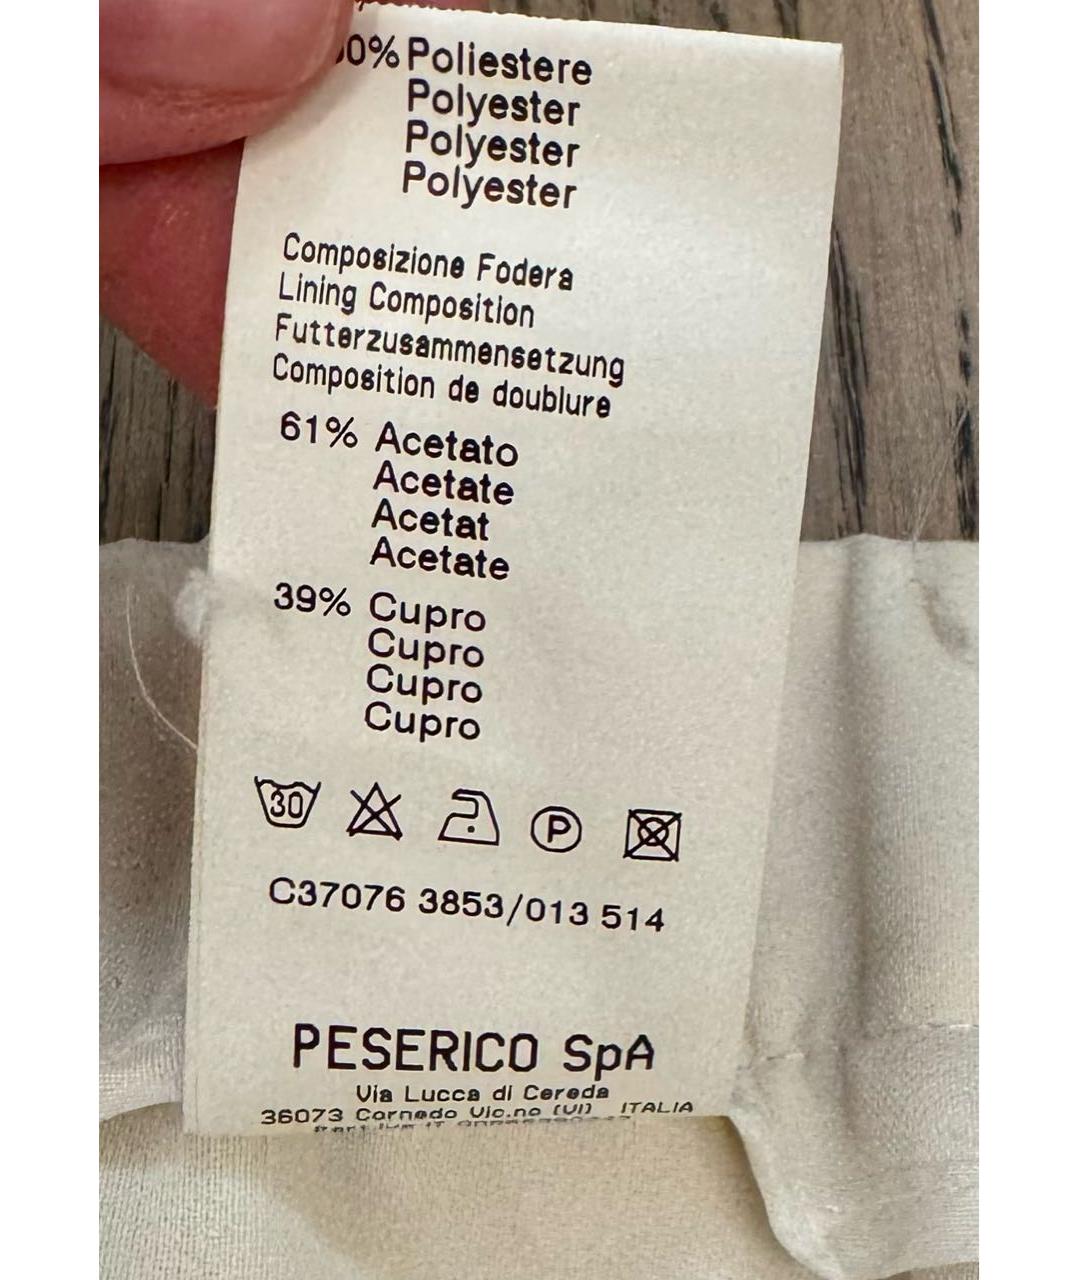 Poliestere
Polyester
Polyester
Polyester
Composizione Fodera
Lining Composition
Futterzusammensetzung
Composition de doublure
61% Acetato
Acetate
Acetat
Acetate
39% Cupro
Cupro
Cupro
Cupro
30 P
C37076 3853/013 514
PESERICO SpA
Via Lucca di Cereda
36073 Cornedo Vic.no (VI) ITALIA